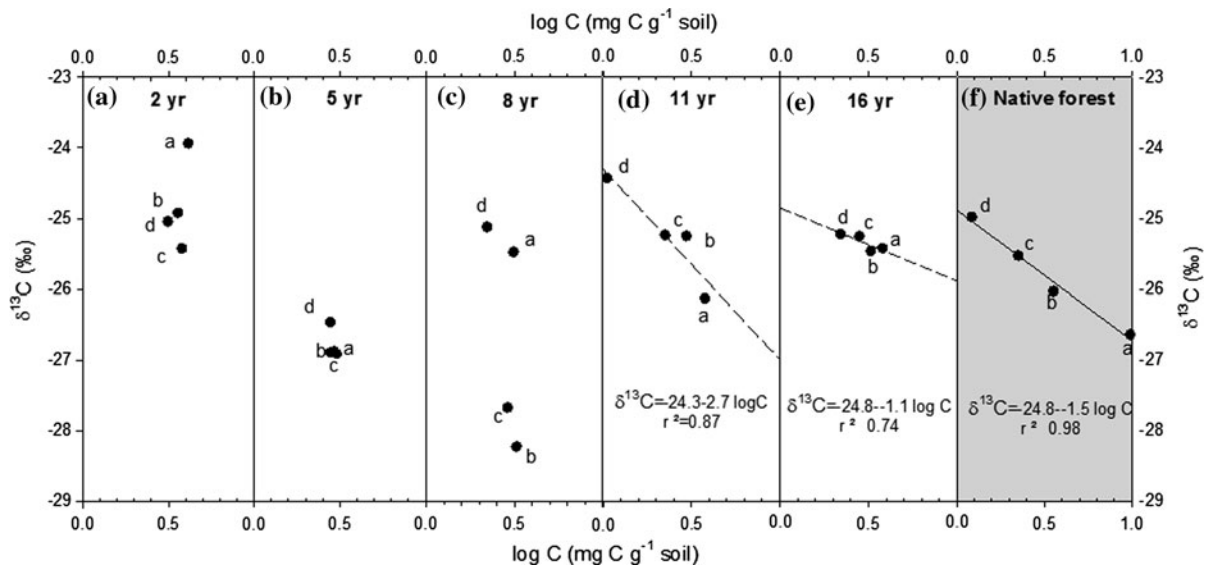 log C (mg C g⁻¹ soil)
0.0 0.5 0.0 0.5 0.0 0.5 0.0 0.5 0.0 0.5 0.0 0.5 1.0
-23 -23
(a) 2 yr (b) 5 yr (c) 8 yr (d) 11 yr (e) 16 yr (f) Native forest
-24 a -24
d
b d d c d
-25 d a c b a c -25
c b
-26 d a b -26
δ¹³C (‰) δ¹³C (‰)
b a a
-27 c -27
c δ¹³C=-24.3-2.7 logC δ¹³C=-24.8--1.1 log C δ¹³C=-24.8--1.5 log C
r ²=0.87 r ² 0.74 r ² 0.98
-28 b -28
-29 -29
0.0 0.5 0.0 0.5 0.0 0.5 0.0 0.5 0.0 0.5 0.0 0.5 1.0
log C (mg C g⁻¹ soil)